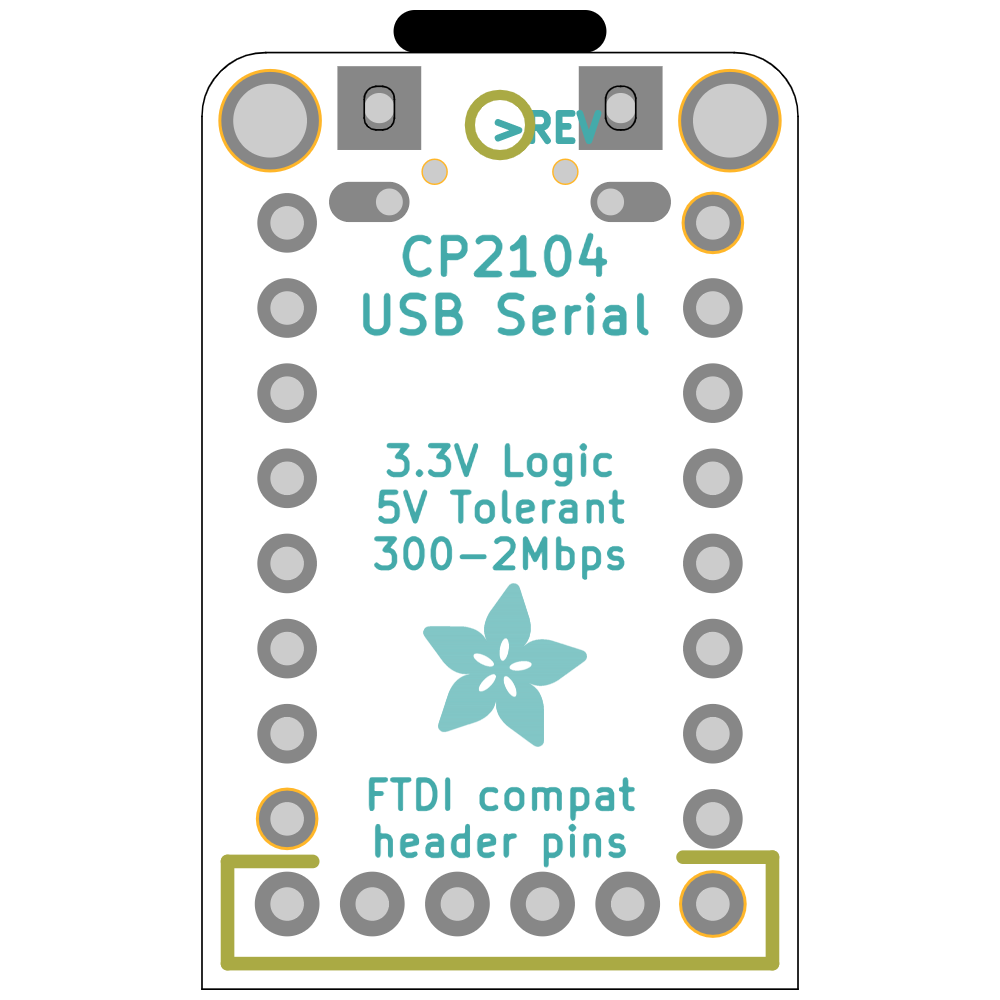 >REV
CP2104
USB Serial
3.3V Logic
5V Tolerant
300-2Mbps
FTDI compat
header pins